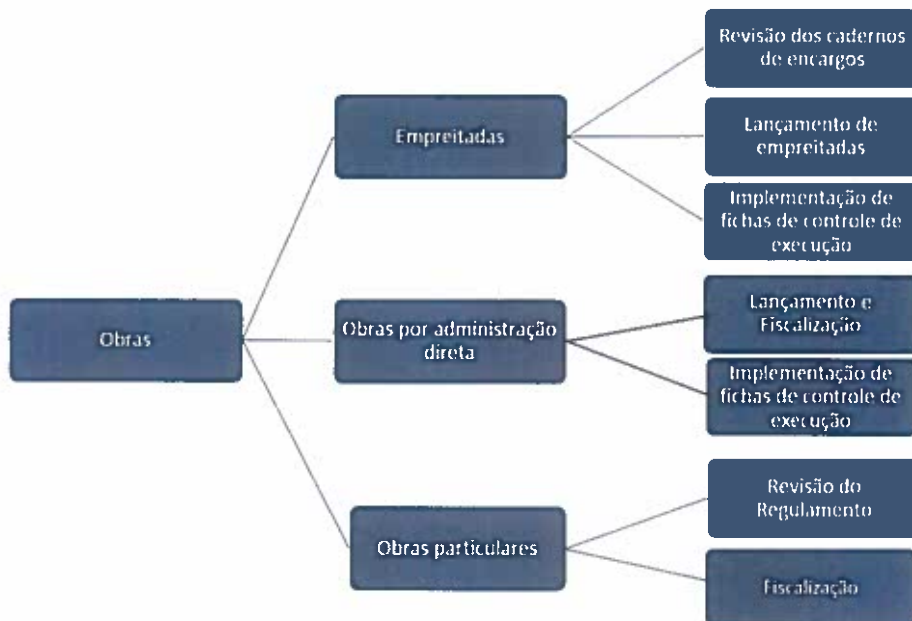 Revisão dos cadernos
de encargos
Empreitadas
Lançamento de
empreitadas
Implementação de
fichas de controle de
execução
Obras
Obras por administração
direta
Lançamento e
Fiscalização
Implementação de
fichas de controle de
execução
Obras particulares
Revisão do
Regulamento
Fiscalização